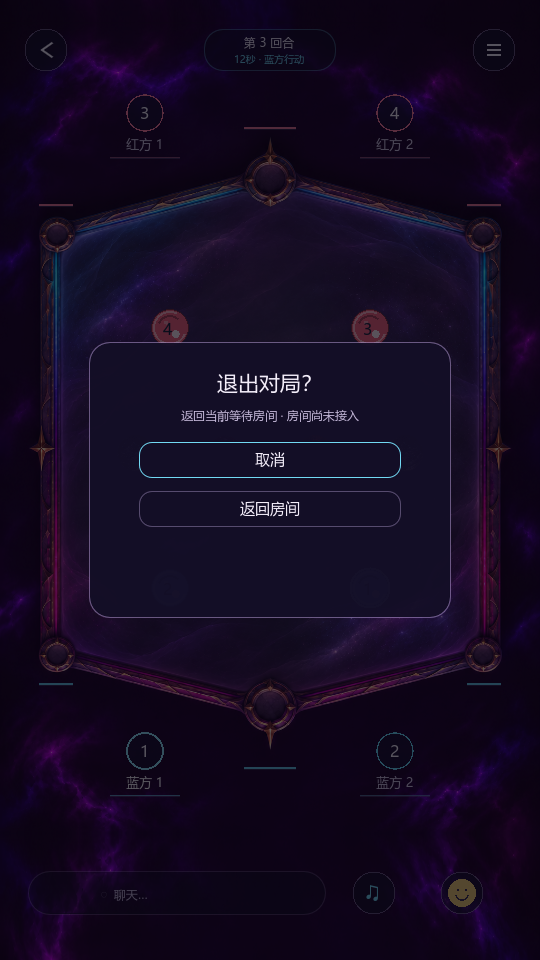 第 3 回合
12秒 · 蓝方行动
3
4
红方 1
红方 2
4
3
退出对局?
返回当前等待房间 · 房间尚未接入
取消
返回房间
1
2
蓝方 1
蓝方 2
聊天...